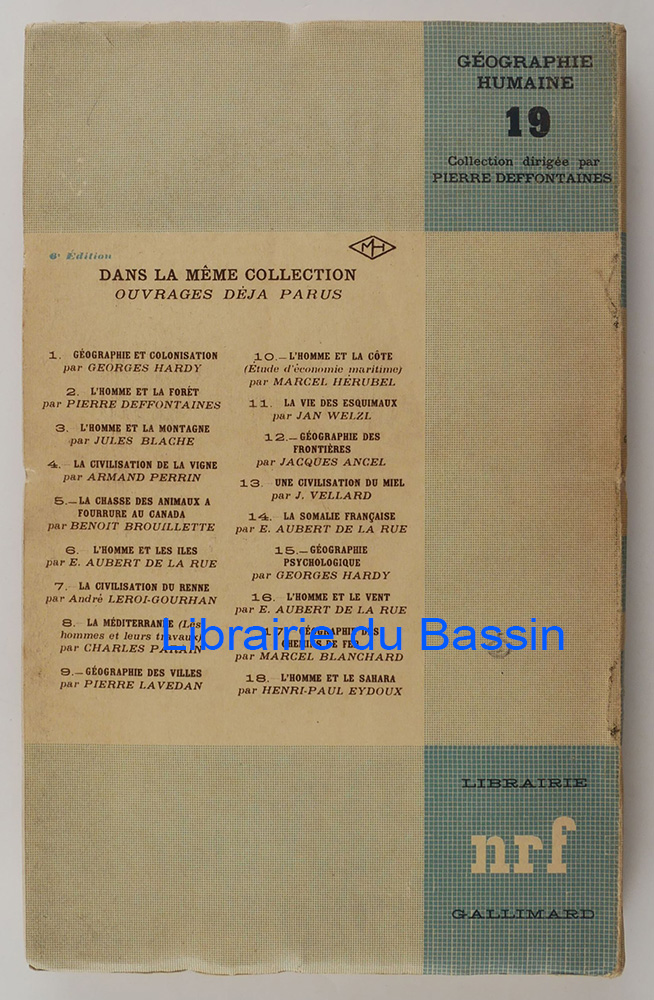 GÉOGRAPHIE
HUMAINE
19
Collection dirigée par
PIERRE DEFFONTAINES
6e Édition
MH
DANS LA MÊME COLLECTION
OUVRAGES DÉJA PARUS
1. GÉOGRAPHIE ET COLONISATION
par GEORGES HARDY
2. L'HOMME ET LA FORÊT
par PIERRE DEFFONTAINES
3. L'HOMME ET LA MONTAGNE
par JULES BLACHE
4. LA CIVILISATION DE LA VIGNE
par ARMAND PERRIN
5.—LA CHASSE DES ANIMAUX A
FOURRURE AU CANADA
par BENOIT BROUILLETTE
6. L'HOMME ET LES ILES
par E. AUBERT DE LA RUE
7. LA CIVILISATION DU RENNE
par André LEROI-GOURHAN
8. LA MÉDITERRANÉE (Les
hommes et leurs travaux)
par CHARLES PARAIN
9.—GÉOGRAPHIE DES VILLES
par PIERRE LAVEDAN
10.—L'HOMME ET LA CÔTE
(Etude d'économie maritime)
par MARCEL HÉRUBEL
11. LA VIE DES ESQUIMAUX
par JAN WELZL
12.—GÉOGRAPHIE DES
FRONTIÈRES
par JACQUES ANCEL
13. UNE CIVILISATION DU MIEL
par J. VELLARD
14. LA SOMALIE FRANÇAISE
par E. AUBERT DE LA RUE
15.—GÉOGRAPHIE
PSYCHOLOGIQUE
par GEORGES HARDY
16. L'HOMME ET LE VENT
par E. AUBERT DE LA RUE
17. GÉOGRAPHIE DES
CHEMINS DE FER
par MARCEL BLANCHARD
18. L'HOMME ET LE SAHARA
par HENRI-PAUL EYDOUX
Librairie du Bassin
LIBRAIRIE
nrf
GALLIMARD